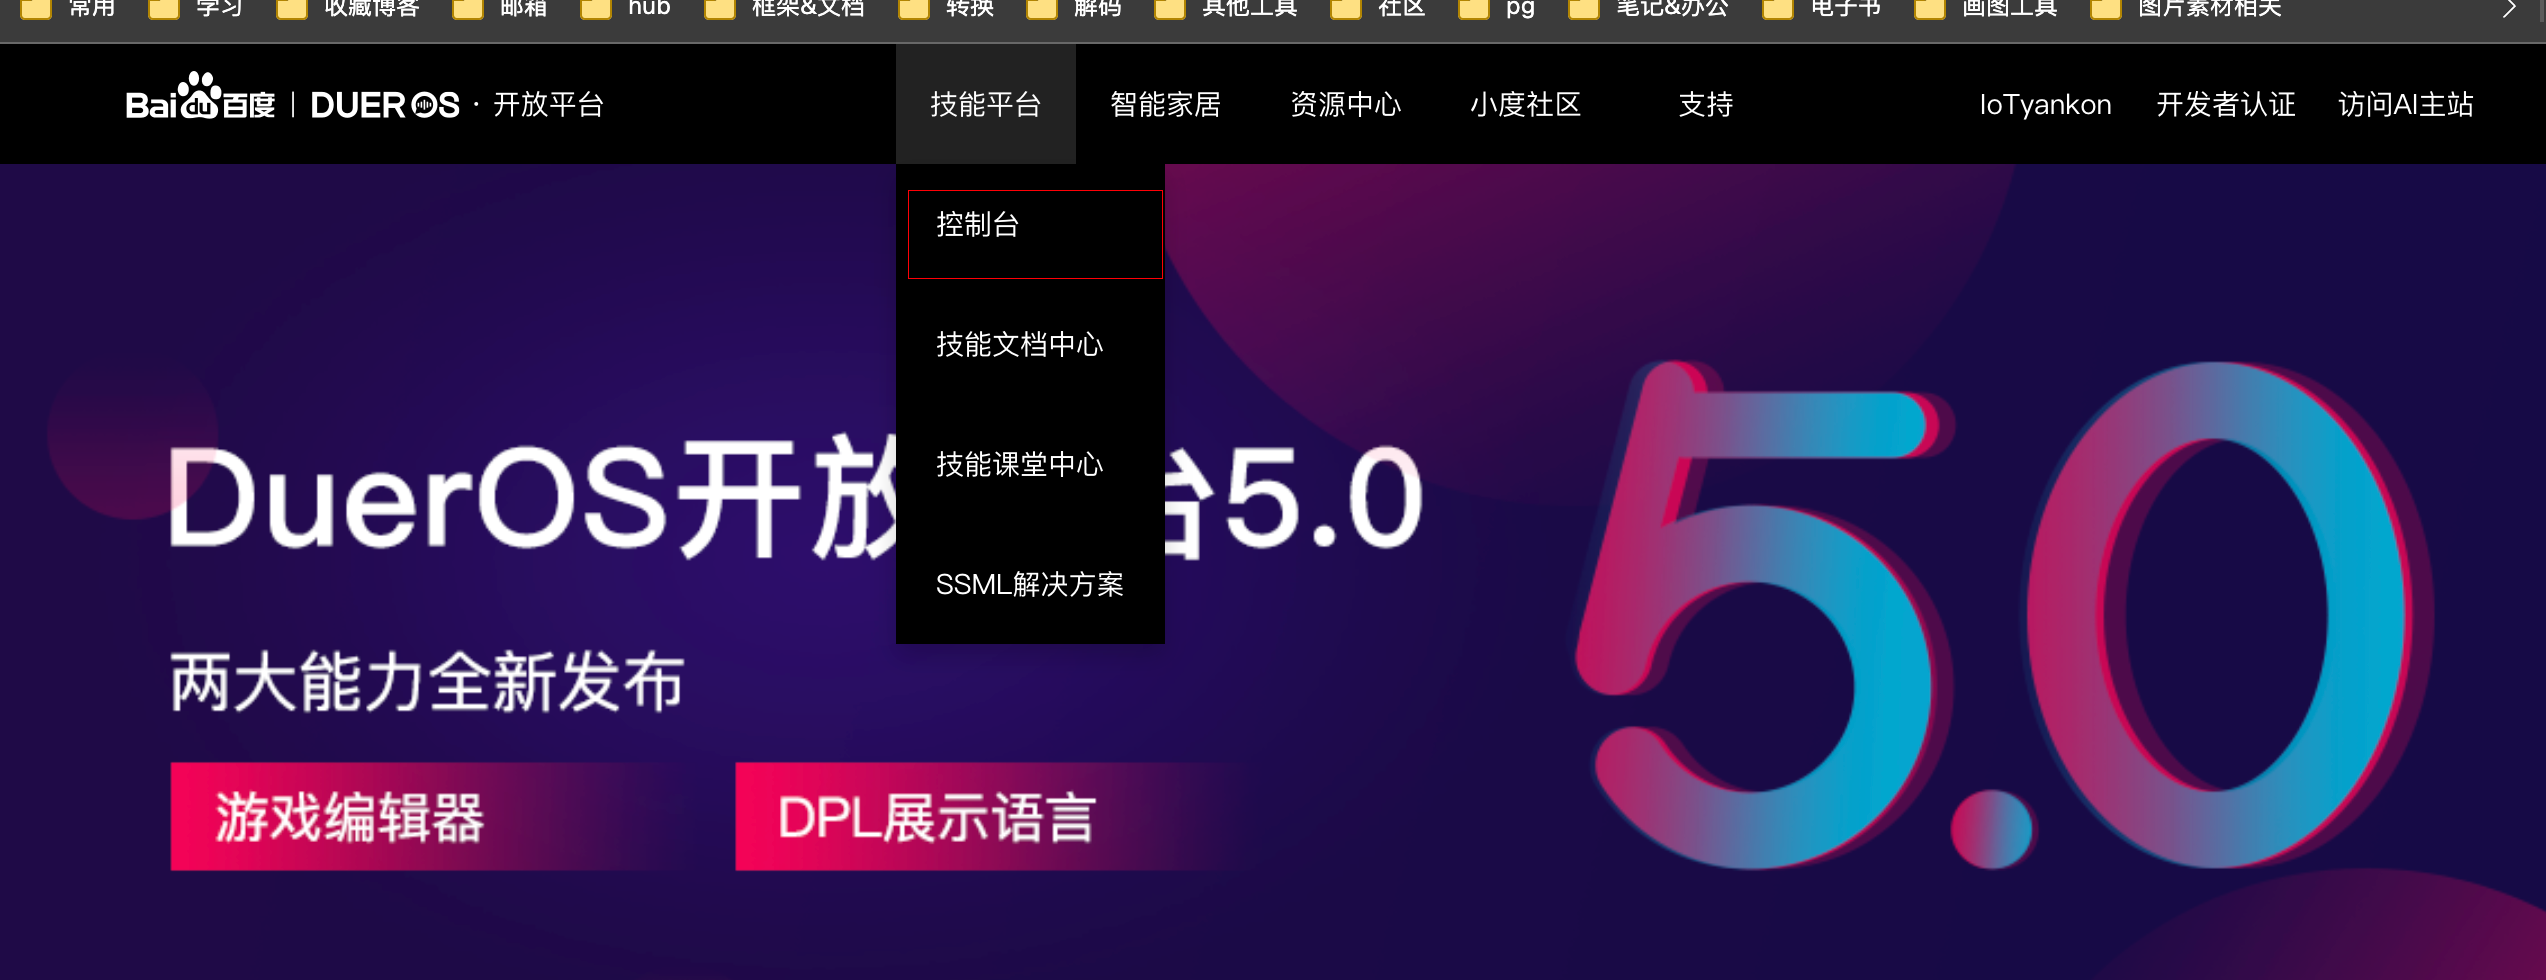 常用 学习 收藏博客 邮箱 hub 框架&文档 转换 解码 其他工具 社区 pg 笔记&办公 电子书 画图工具 图片素材相关
Bai du 百度 | DUEROS · 开放平台 技能平台 智能家居 资源中心 小度社区 支持 IoTyankon 开发者认证 访问AI主站
控制台
技能文档中心
技能课堂中心
SSML解决方案
DuerOS开放 台5.0
5.0
两大能力全新发布
游戏编辑器 DPL展示语言